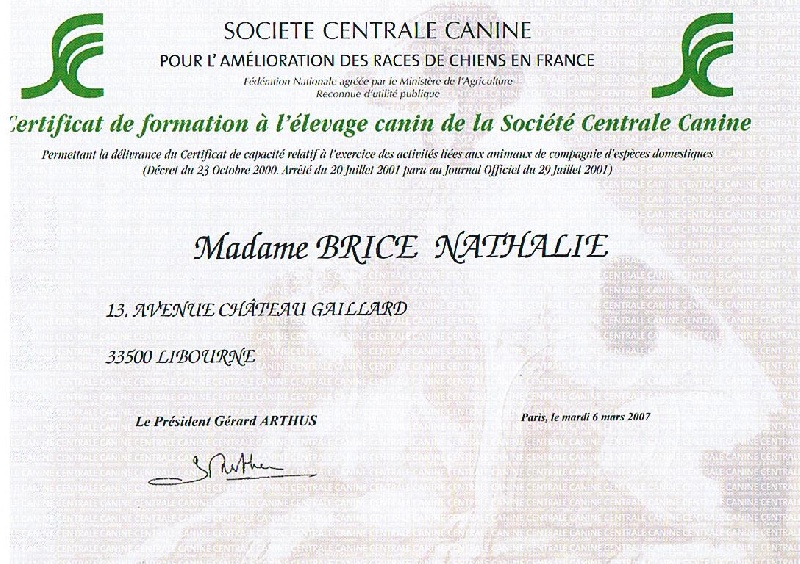 SOCIETE CENTRALE CANINE
POUR L'AMÉLIORATION DES RACES DE CHIENS EN FRANCE
Fédération Nationale agréée par le Ministère de l'Agriculture
Reconnue d'utilité publique
Certificat de formation à l'élevage canin de la Société Centrale Canine
Permettant la délivrance du Certificat de capacité relatif à l'exercice des activités liées aux animaux de compagnie d'espèces domestiques
(Décret du 23 Octobre 2000. Arrêté du 20 Juillet 2001 paru au Journal Officiel du 29 Juillet 2001)
Madame BRICE NATHALIE
13, AVENUE CHÂTEAU GAILLARD
33500 LIBOURNE
Le Président Gérard ARTHUS
Paris, le mardi 6 mars 2007